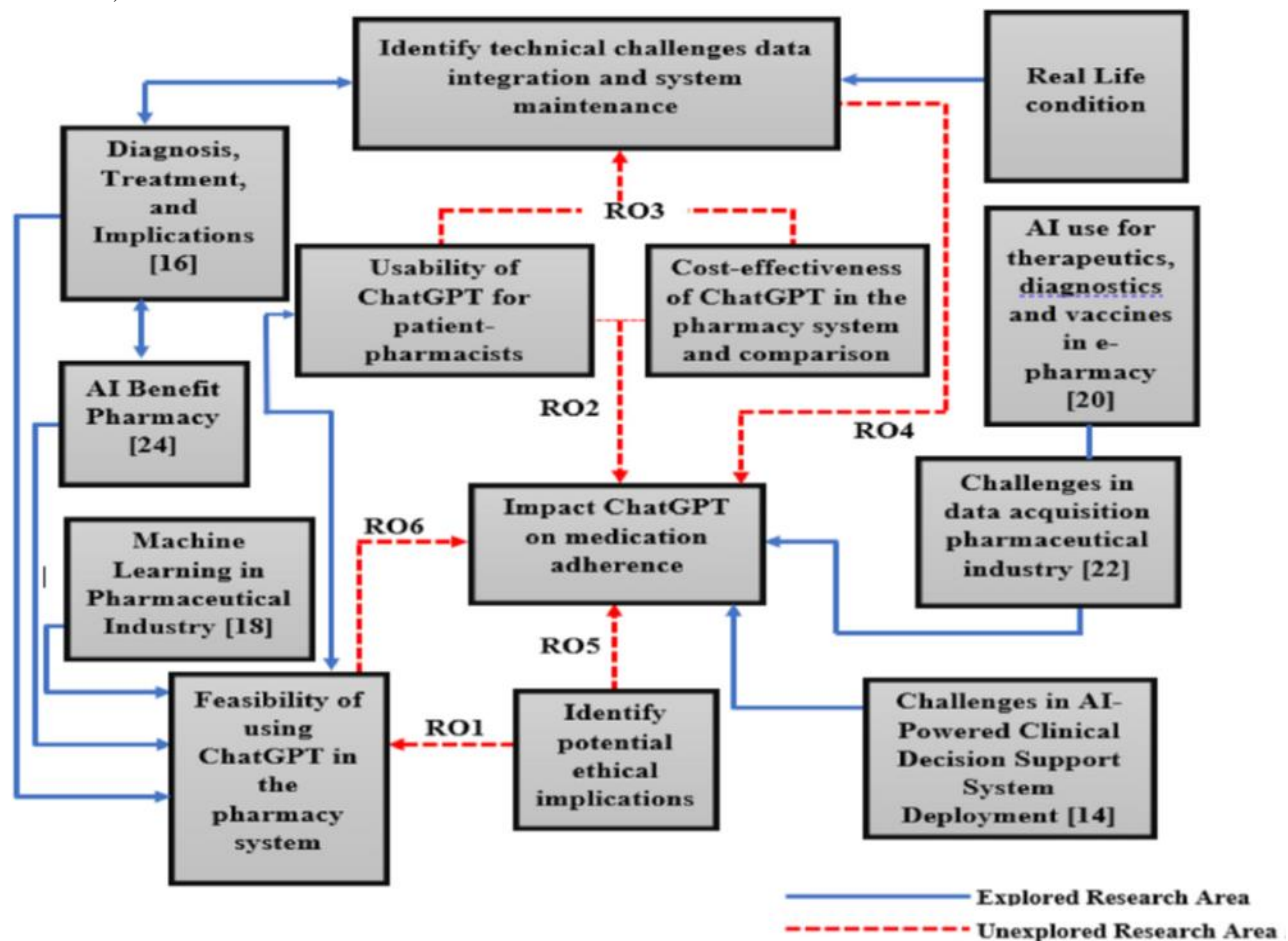 Identify technical challenges data
integration and system
maintenance
Real Life
condition
Diagnosis,
Treatment,
and
Implications
[16]
RO3
Usability of
ChatGPT for
patient-
pharmacists
Cost-effectiveness
of ChatGPT in the
pharmacy system
and comparison
AI use for
therapeutics,
diagnostics
and vaccines
in e-
pharmacy
[20]
AI Benefit
Pharmacy
[24]
RO2
RO4
Challenges in
data acquisition
pharmaceutical
industry [22]
Impact ChatGPT
on medication
adherence
RO6
Machine
Learning in
Pharmaceutical
Industry [18]
RO5
Feasibility of
using
ChatGPT in
the
pharmacy
system
RO1
Identify
potential
ethical
implications
Challenges in AI-
Powered Clinical
Decision Support
System
Deployment [14]
Explored Research Area
Unexplored Research Area